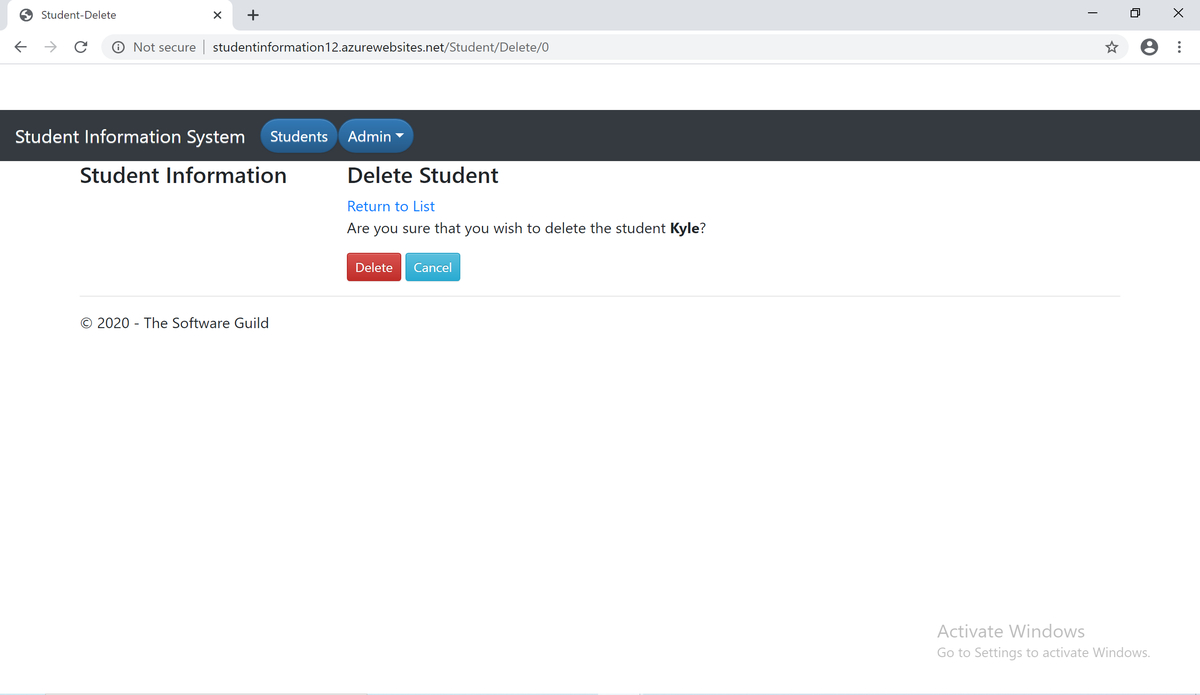 Student-Delete
Not secure studentinformation12.azurewebsites.net/Student/Delete/0
Student Information System Students Admin
Student Information
Delete Student
Return to List
Are you sure that you wish to delete the student Kyle?
Delete Cancel
© 2020 - The Software Guild
Activate Windows
Go to Settings to activate Windows.